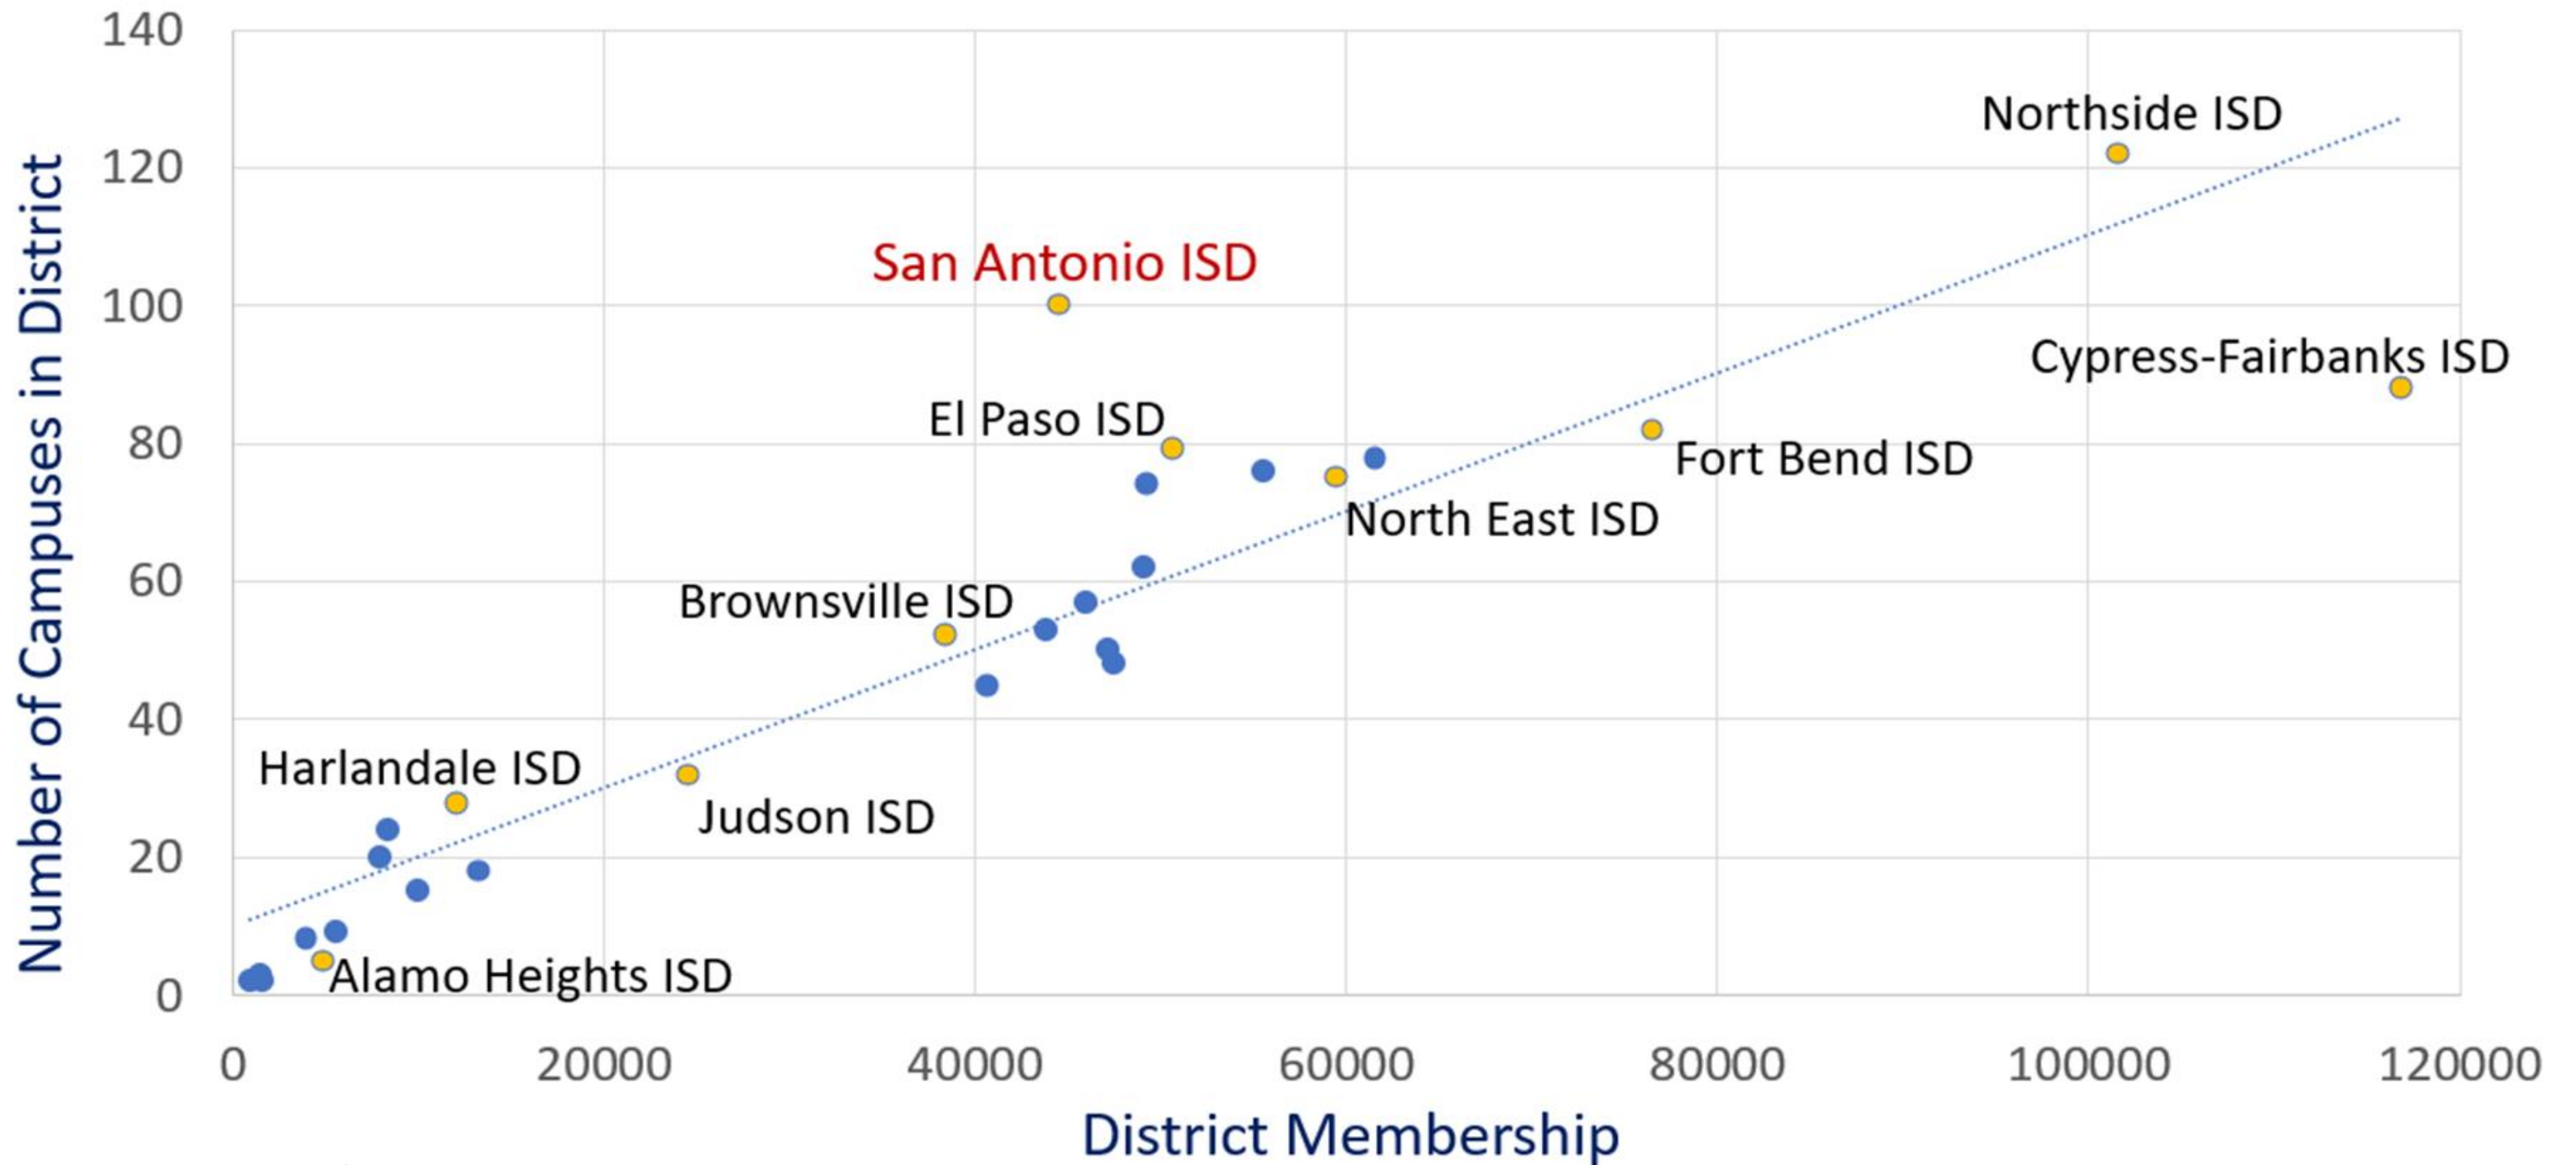 140
120
100
80
60
40
20
0
Number of Campuses in District
Northside ISD
San Antonio ISD
Cypress-Fairbanks ISD
El Paso ISD
Fort Bend ISD
North East ISD
Brownsville ISD
Harlandale ISD
Judson ISD
Alamo Heights ISD
0 20000 40000 60000 80000 100000 120000
District Membership